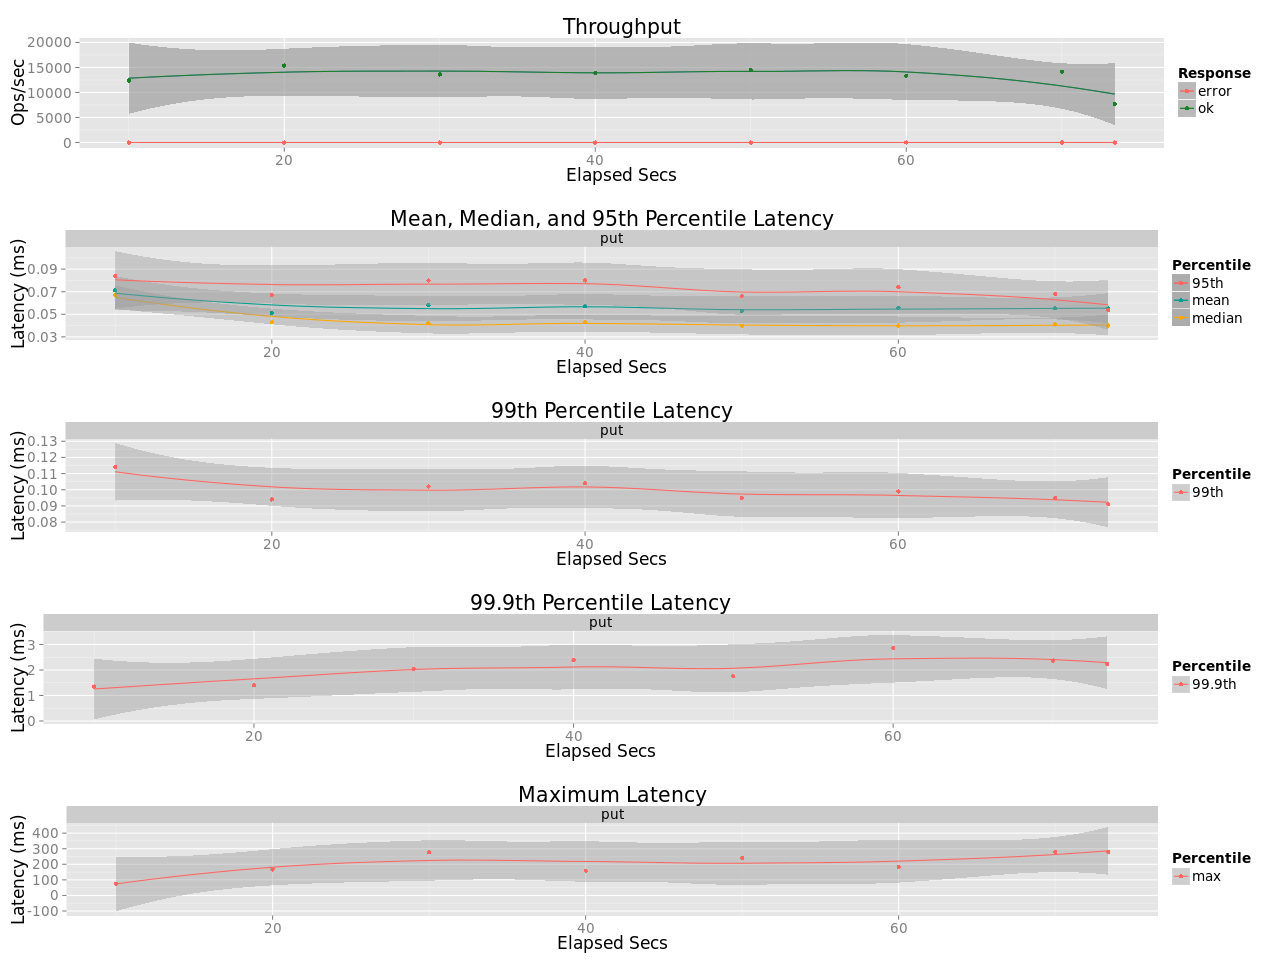 Throughput
Ops/sec
20000
15000
10000
5000
0
20 40 60
Elapsed Secs
Response
error
ok
Mean, Median, and 95th Percentile Latency
put
Latency (ms)
0.09
0.07
0.05
0.03
20 40 60
Elapsed Secs
Percentile
95th
mean
median
99th Percentile Latency
put
Latency (ms)
0.13
0.12
0.11
0.10
0.09
0.08
20 40 60
Elapsed Secs
Percentile
99th
99.9th Percentile Latency
put
Latency (ms)
3
2
1
0
20 40 60
Elapsed Secs
Percentile
99.9th
Maximum Latency
put
Latency (ms)
400
300
200
100
0
-100
20 40 60
Elapsed Secs
Percentile
max